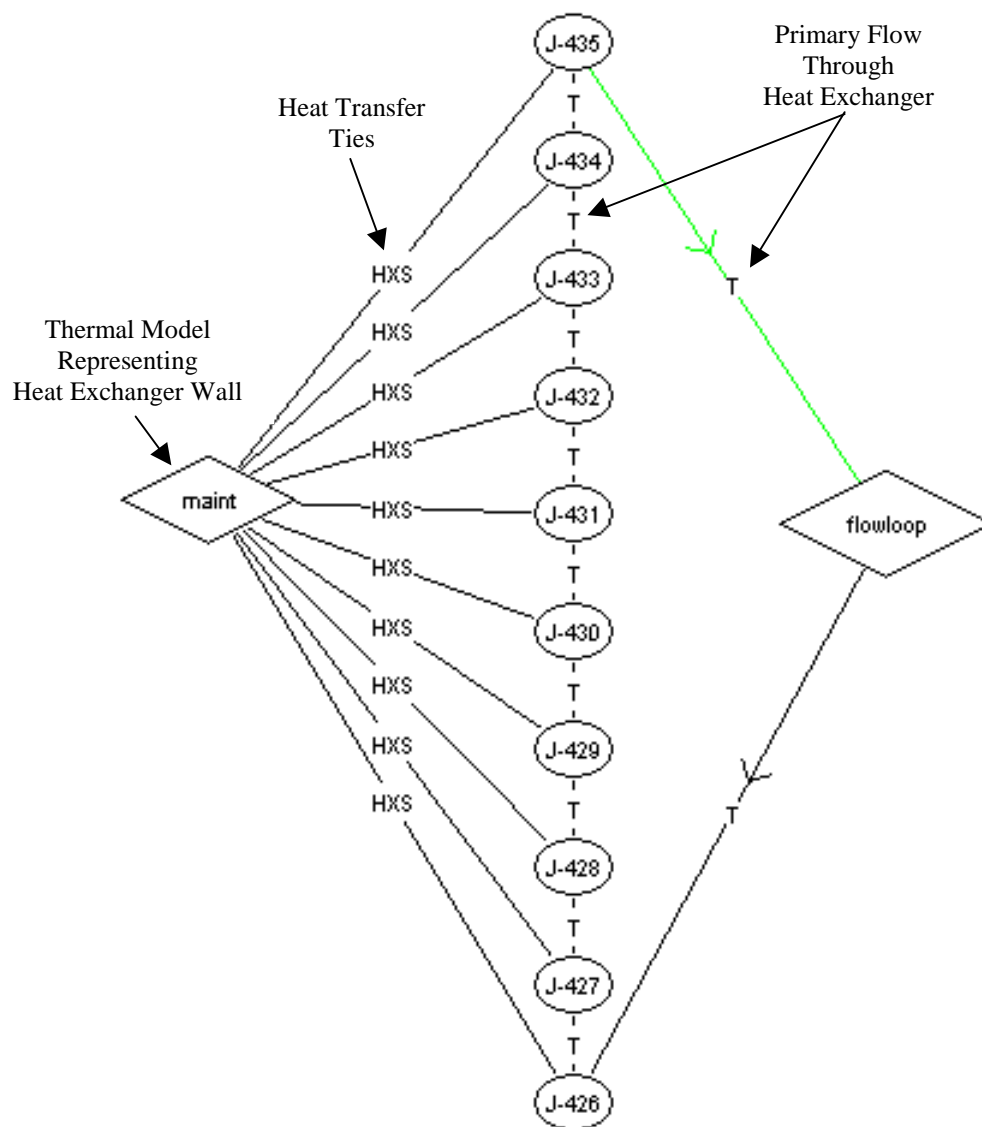 J-435
Primary Flow
Through
Heat Exchanger
Heat Transfer
Ties
T
J-434
T
HXS
J-433
T
HXS
T
Thermal Model
Representing
Heat Exchanger Wall
HXS
J-432
HXS
T
maint
HXS
J-431
flowloop
HXS
T
HXS
J-430
HXS
T
HXS
J-429
HXS
T
T
J-428
T
J-427
T
J-426